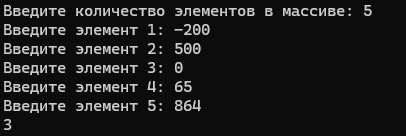 Введите количество элементов в массиве: 5
Введите элемент 1: -200
Введите элемент 2: 500
Введите элемент 3: 0
Введите элемент 4: 65
Введите элемент 5: 864
3